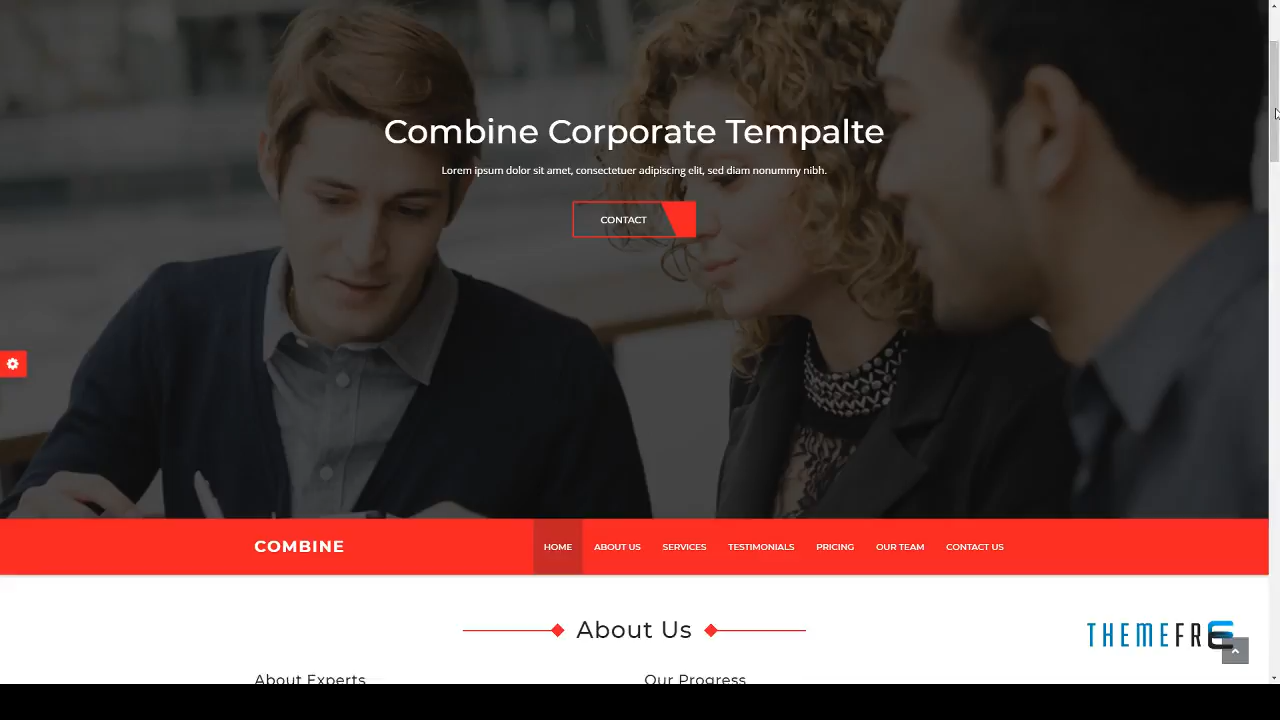 Combine Corporate Tempalte
Lorem ipsum dolor sit amet, consectetuer adipiscing elit, sed diam nonummy nibh.
CONTACT
COMBINE
HOME ABOUT US SERVICES TESTIMONIALS PRICING OUR TEAM CONTACT US
About Us
THEMEFRE
About Experts Our Progress